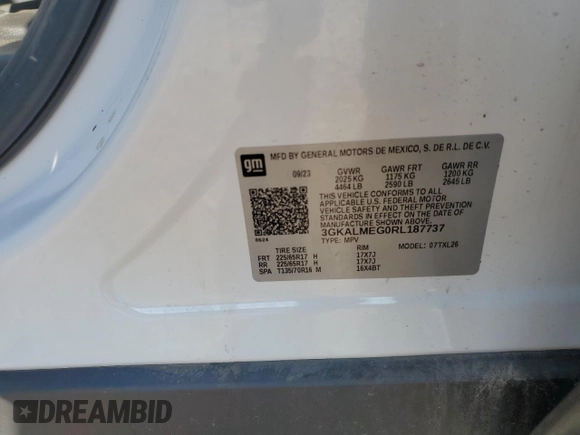 gm
MFD BY GENERAL MOTORS DE MEXICO, S. DE R.L. DE C.V.
09/23 GVWR GAWR FRT GAWR RR
2025 KG 1175 KG 1200 KG
4464 LB 2590 LB 2645 LB
THIS VEHICLE CONFORMS TO ALL
APPLICABLE U.S. FEDERAL MOTOR
VEHICLE SAFETY AND THEFT PREVENTION
STANDARDS IN EFFECT ON THE DATE OF
MANUFACTURE SHOWN ABOVE.
3GKALMEG0RL187737
TYPE: MPV MODEL: 07TXL26
TIRE SIZE RIM
FRT 225/65R17 H 17X7J
RR 225/65R17 H 17X7J
SPA T135/70R16 M 16X4BT
DREAMBID